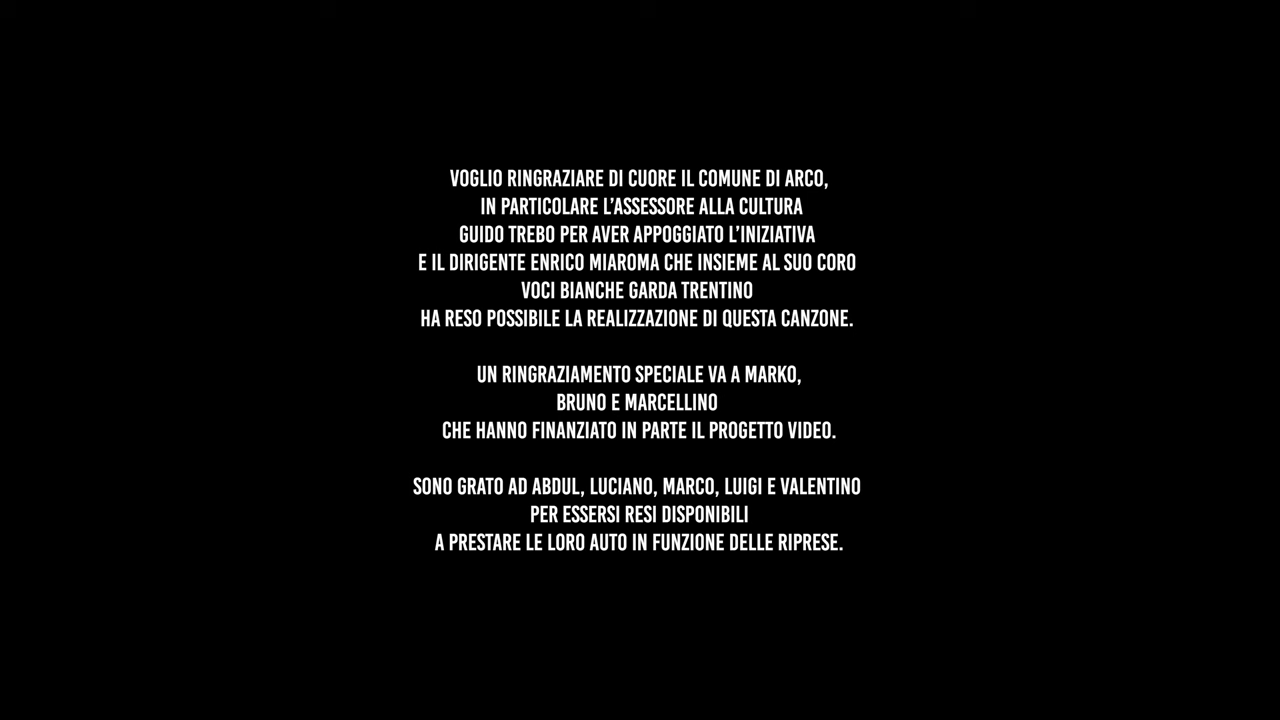 VOGLIO RINGRAZIARE DI CUORE IL COMUNE DI ARCO,
IN PARTICOLARE L'ASSESSORE ALLA CULTURA
GUIDO TREBO PER AVER APPOGGIATO L'INIZIATIVA
E IL DIRIGENTE ENRICO MIAROMA CHE INSIEME AL SUO CORO
VOCI BIANCHE GARDA TRENTINO
HA RESO POSSIBILE LA REALIZZAZIONE DI QUESTA CANZONE.
UN RINGRAZIAMENTO SPECIALE VA A MARKO,
BRUNO E MARCELLINO
CHE HANNO FINANZIATO IN PARTE IL PROGETTO VIDEO.
SONO GRATO AD ABDUL, LUCIANO, MARCO, LUIGI E VALENTINO
PER ESSERSI RESI DISPONIBILI
A PRESTARE LE LORO AUTO IN FUNZIONE DELLE RIPRESE.